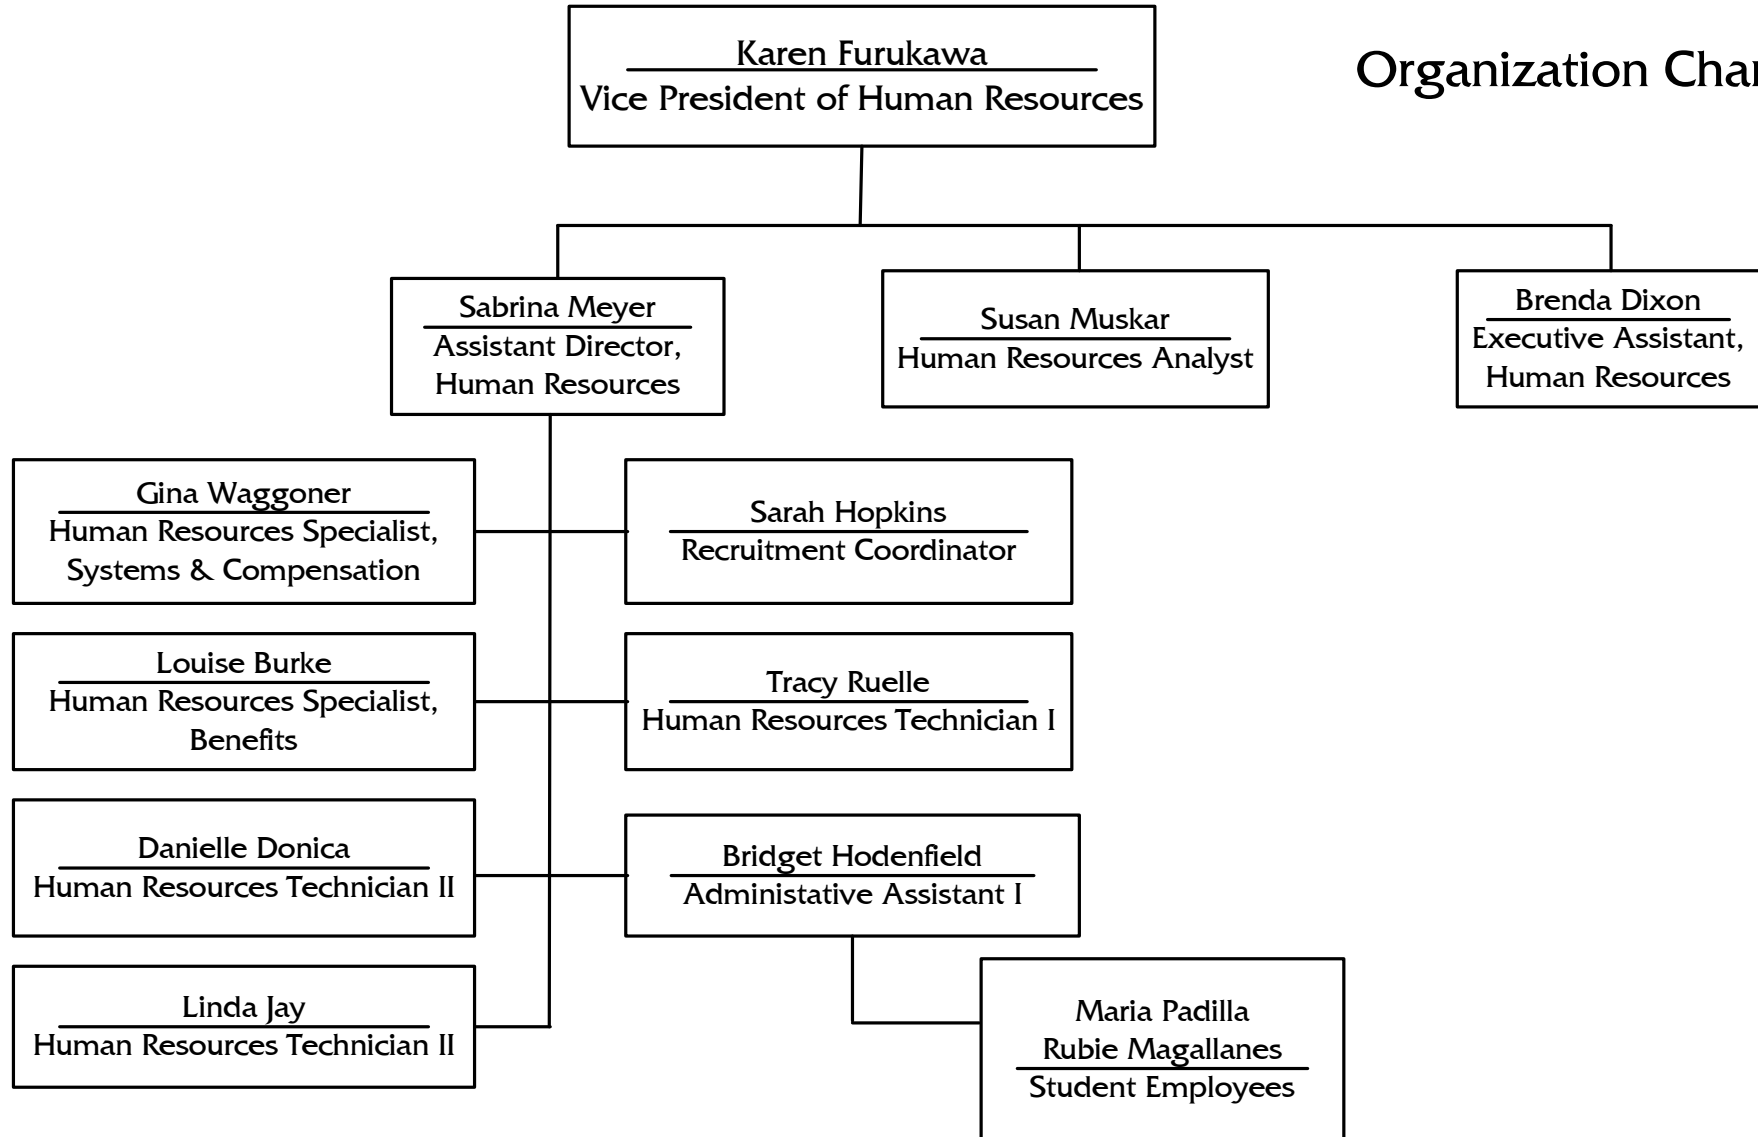 Karen Furukawa
Vice President of Human Resources
Organization Char
Sabrina Meyer
Assistant Director,
Human Resources
Susan Muskar
Human Resources Analyst
Brenda Dixon
Executive Assistant,
Human Resources
Gina Waggoner
Human Resources Specialist,
Systems & Compensation
Sarah Hopkins
Recruitment Coordinator
Louise Burke
Human Resources Specialist,
Benefits
Tracy Ruelle
Human Resources Technician I
Danielle Donica
Human Resources Technician II
Bridget Hodenfield
Administative Assistant I
Linda Jay
Human Resources Technician II
Maria Padilla
Rubie Magallanes
Student Employees